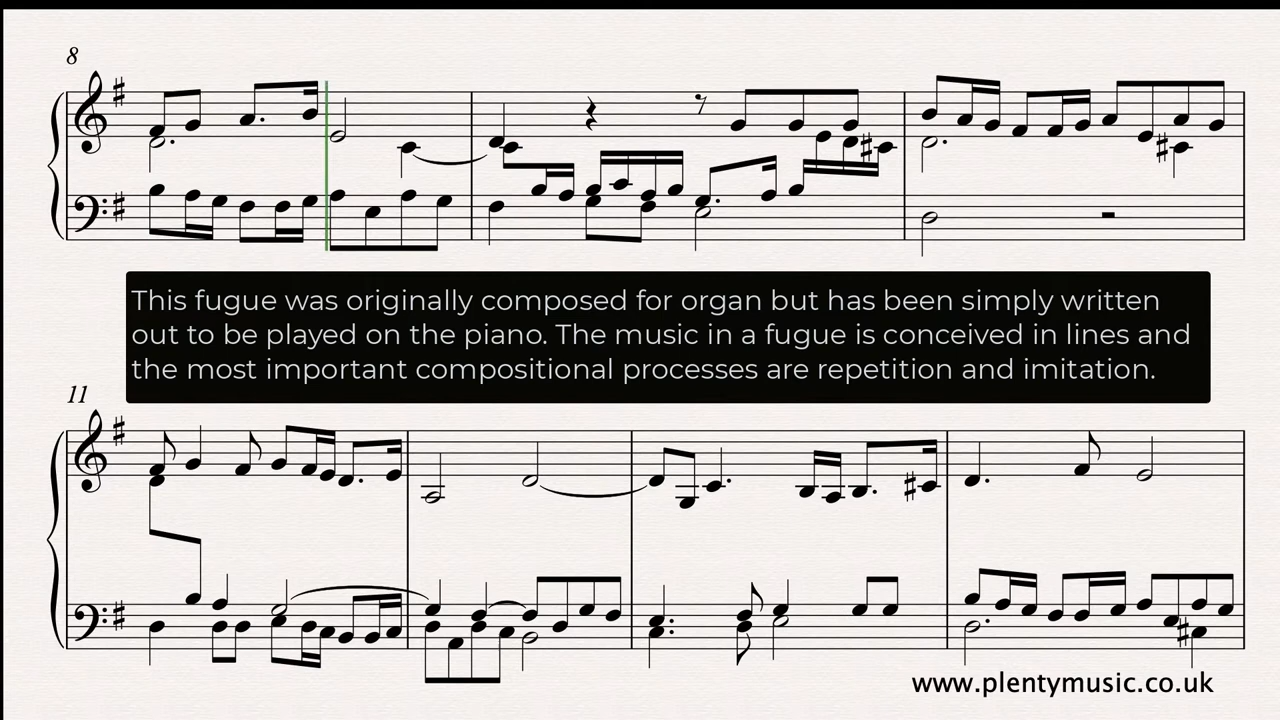 8
This fugue was originally composed for organ but has been simply written
out to be played on the piano. The music in a fugue is conceived in lines and
the most important compositional processes are repetition and imitation.
11
www.plentymusic.co.uk